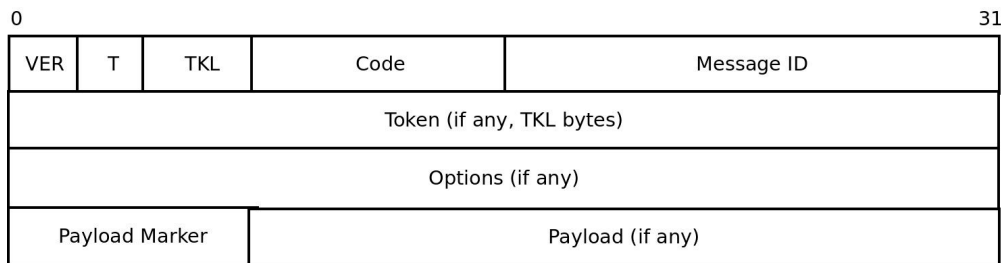 0 31
VER T TKL Code Message ID
Token (if any, TKL bytes)
Options (if any)
Payload Marker Payload (if any)